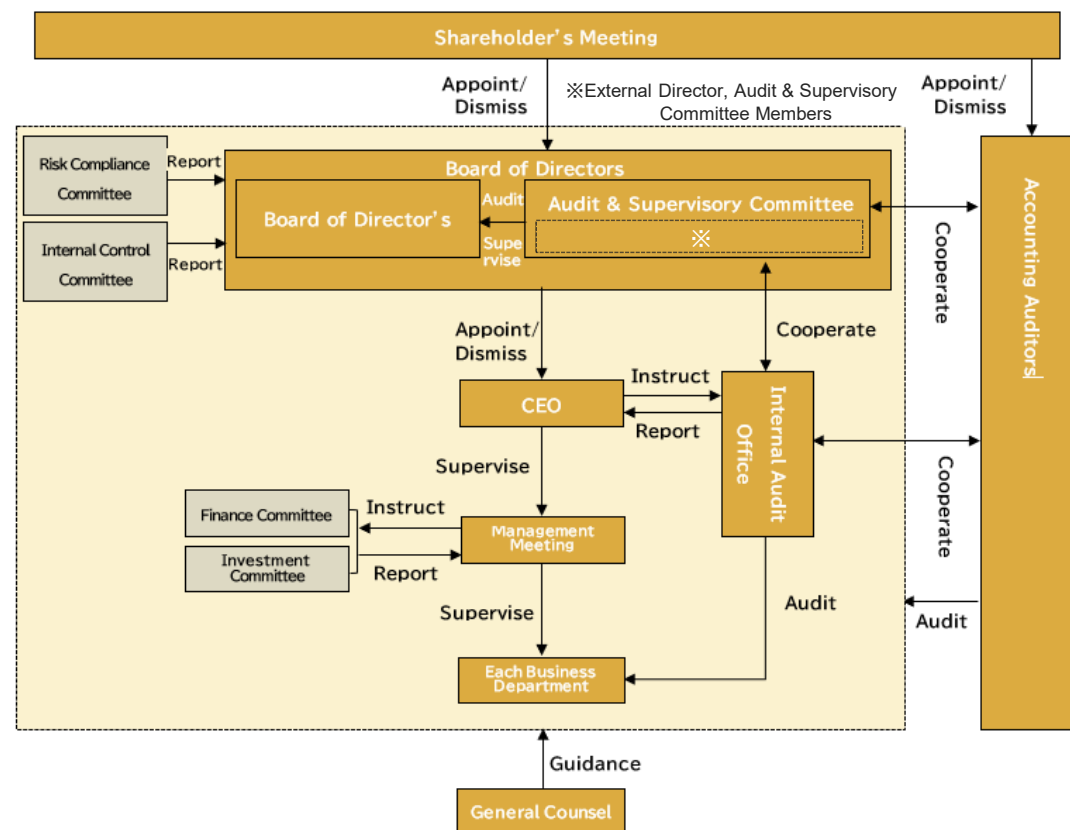 Shareholder's Meeting
Appoint/
Dismiss
※External Director, Audit & Supervisory
Committee Members
Appoint/
Dismiss
Risk Compliance
Committee
Report
Internal Control
Committee
Report
Board of Directors
Board of Director's
Audit
Supe
rvise
Audit & Supervisory Committee
※
Cooperate
Accounting Auditors
Appoint/
Dismiss
Cooperate
CEO
Instruct
Report
Internal Audit
Office
Cooperate
Supervise
Finance Committee
Investment
Committee
Instruct
Report
Management
Meeting
Supervise
Audit
Audit
Each Business
Department
Guidance
General Counsel